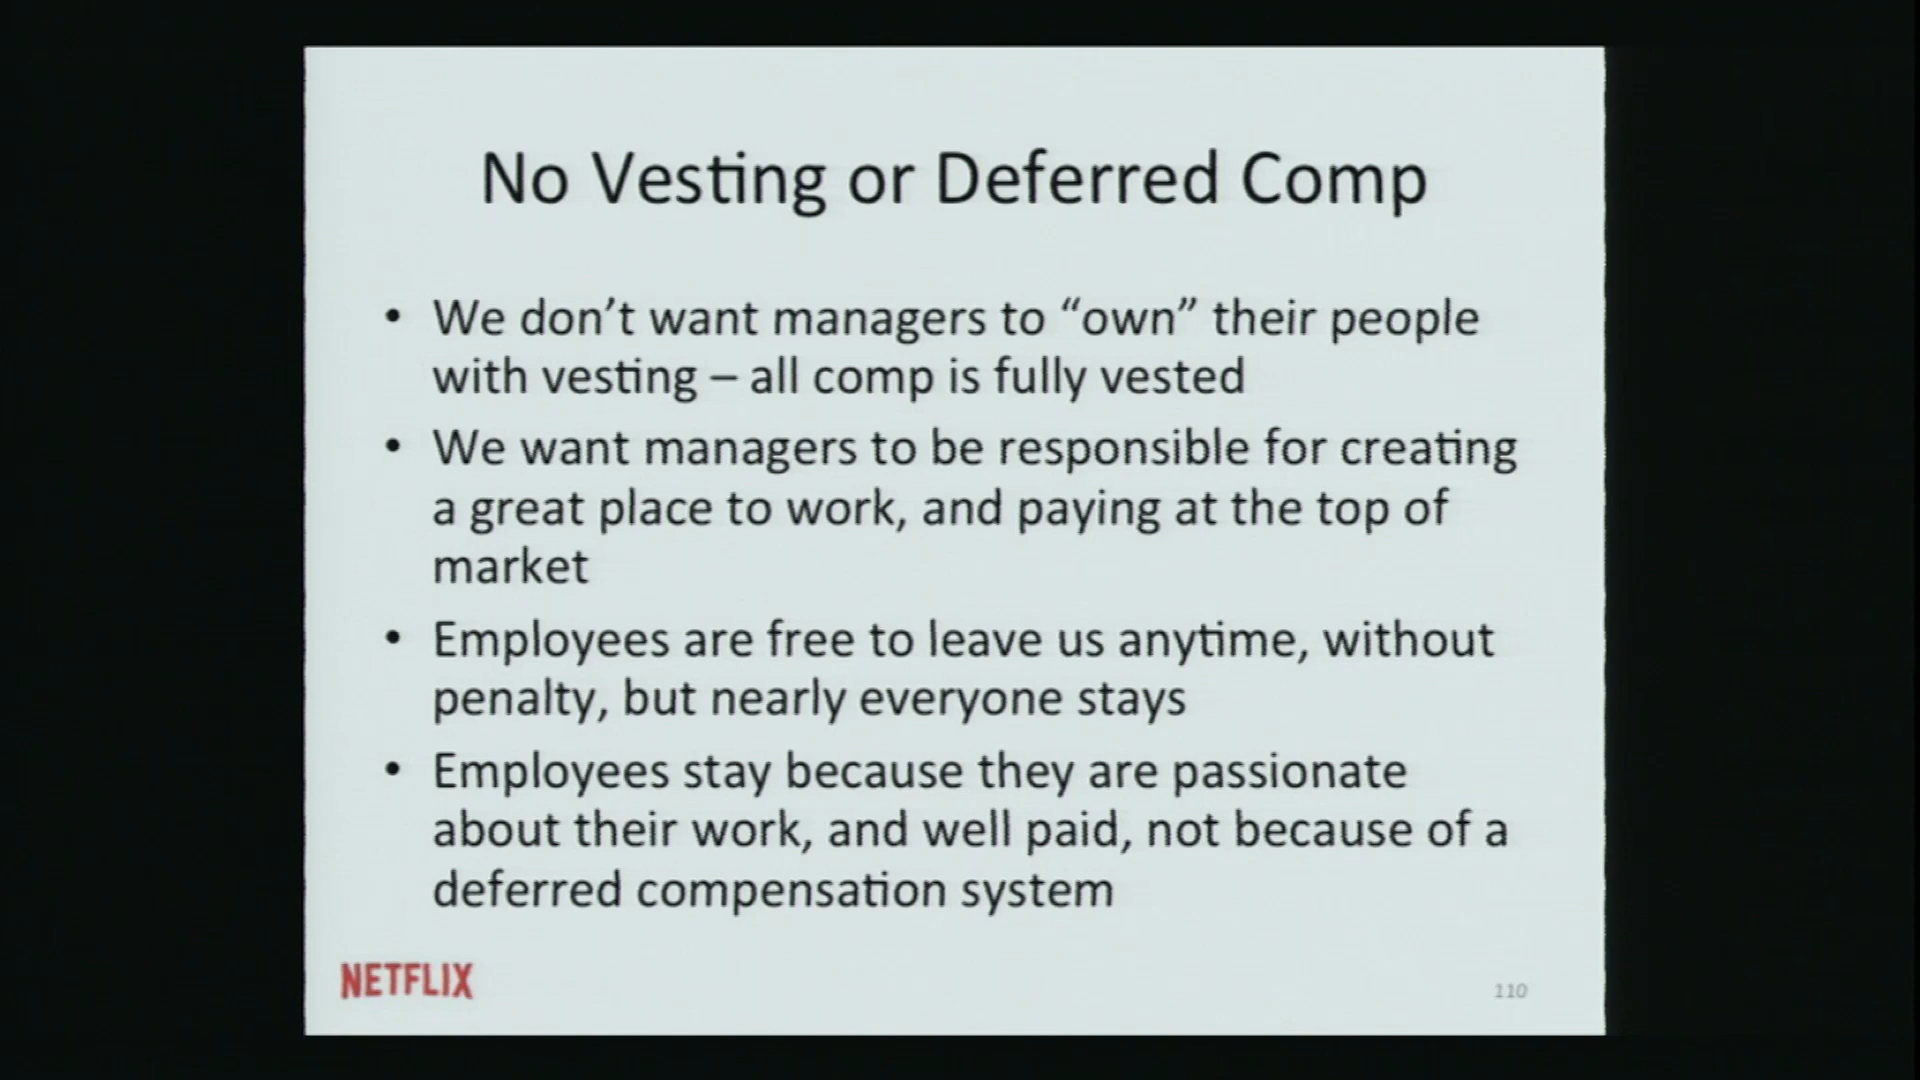 No Vesting or Deferred Comp
• We don’t want managers to “own” their people
with vesting – all comp is fully vested
• We want managers to be responsible for creating
a great place to work, and paying at the top of
market
• Employees are free to leave us anytime, without
penalty, but nearly everyone stays
• Employees stay because they are passionate
about their work, and well paid, not because of a
deferred compensation system
NETFLIX
110